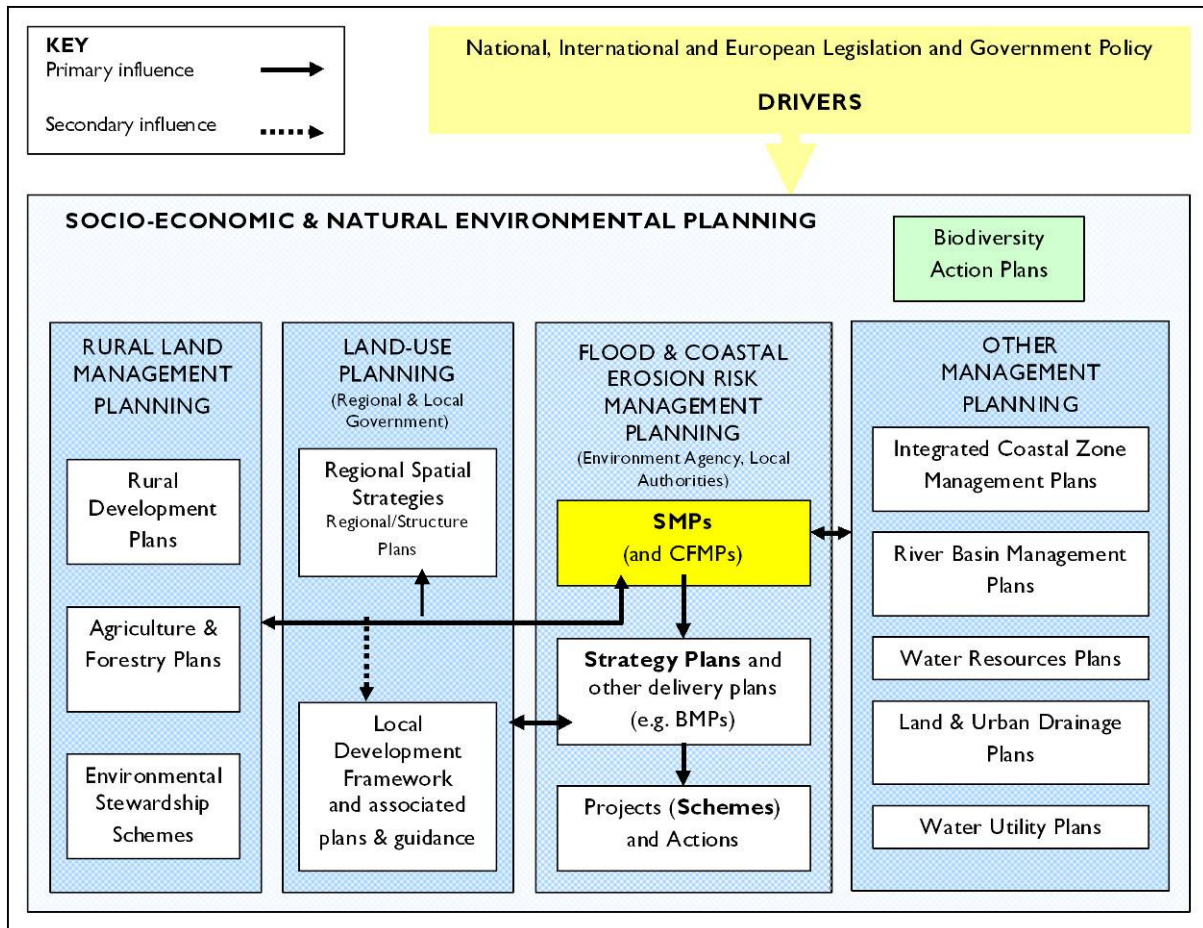 KEY
Primary influence
Secondary influence
National, International and European Legislation and Government Policy
DRIVERS
SOCIO-ECONOMIC & NATURAL ENVIRONMENTAL PLANNING
Biodiversity
Action Plans
RURAL LAND
MANAGEMENT
PLANNING
Rural
Development
Plans
Agriculture &
Forestry Plans
Environmental
Stewardship
Schemes
LAND-USE
PLANNING
(Regional & Local
Government)
Regional Spatial
Strategies
Regional/Structure
Plans
Local
Development
Framework
and associated
plans & guidance
FLOOD & COASTAL
EROSION RISK
MANAGEMENT
PLANNING
(Environment Agency, Local
Authorities)
SMPs
(and CFMPs)
Strategy Plans and
other delivery plans
(e.g. BMPs)
Projects (Schemes)
and Actions
OTHER
MANAGEMENT
PLANNING
Integrated Coastal Zone
Management Plans
River Basin Management
Plans
Water Resources Plans
Land & Urban Drainage
Plans
Water Utility Plans